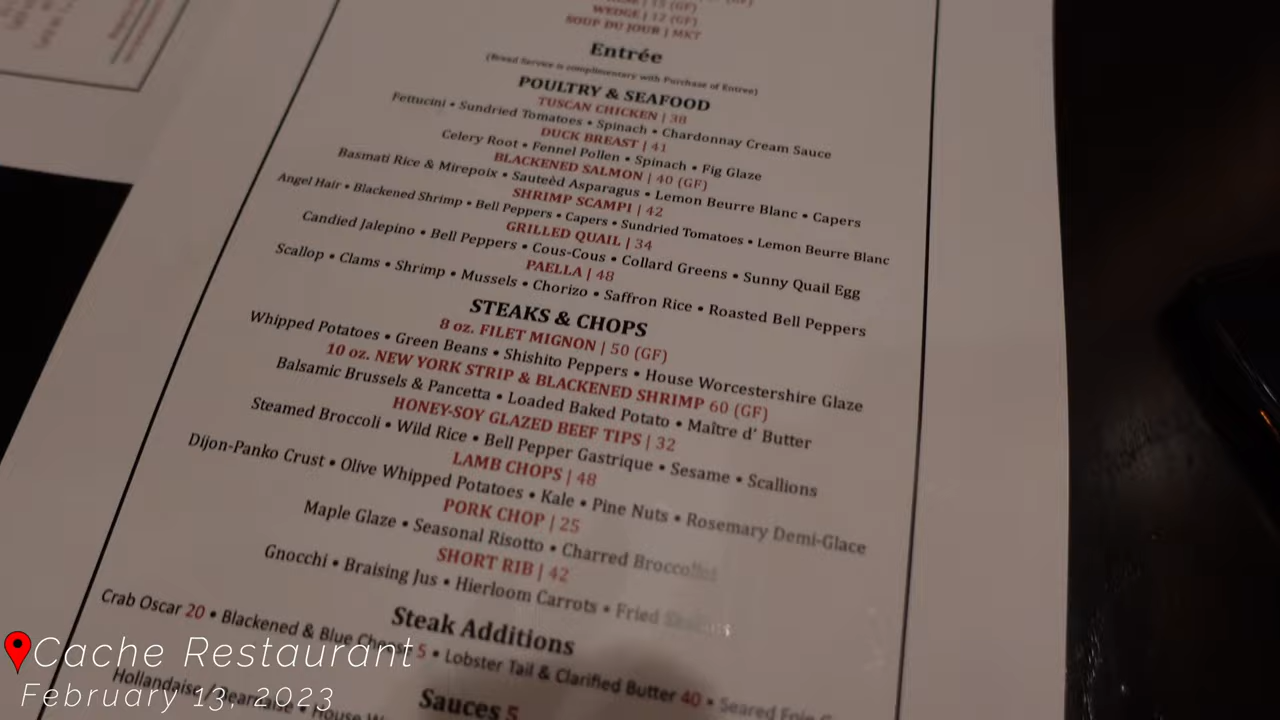 WEDGE | 12 (GF)
SOUP DU JOUR | MKT
Entrée
(Bread Service is complimentary with Purchase of Entree)
POULTRY & SEAFOOD
TUSCAN CHICKEN | 38
Fettucini • Sundried Tomatoes • Spinach • Chardonnay Cream Sauce
DUCK BREAST | 41
Celery Root • Fennel Pollen • Spinach • Fig Glaze
BLACKENED SALMON | 40 (GF)
Basmati Rice & Mirepoix • Sauteèd Asparagus • Lemon Beurre Blanc • Capers
SHRIMP SCAMPI | 42
Angel Hair • Blackened Shrimp • Bell Peppers • Capers • Sundried Tomatoes • Lemon Beurre Blanc
GRILLED QUAIL | 34
Candied Jalepino • Bell Peppers • Cous-Cous • Collard Greens • Sunny Quail Egg
PAELLA | 48
Scallop • Clams • Shrimp • Mussels • Chorizo • Saffron Rice • Roasted Bell Peppers
STEAKS & CHOPS
8 oz. FILET MIGNON | 50 (GF)
Whipped Potatoes • Green Beans • Shishito Peppers • House Worcestershire Glaze
10 oz. NEW YORK STRIP & BLACKENED SHRIMP 60 (GF)
Balsamic Brussels & Pancetta • Loaded Baked Potato • Maître d' Butter
HONEY-SOY GLAZED BEEF TIPS | 32
Steamed Broccoli • Wild Rice • Bell Pepper Gastrique • Sesame • Scallions
LAMB CHOPS | 48
Dijon-Panko Crust • Olive Whipped Potatoes • Kale • Pine Nuts • Rosemary Demi-Glace
PORK CHOP | 25
Maple Glaze • Seasonal Risotto • Charred Broccolini
SHORT RIB | 42
Gnocchi • Braising Jus • Hierloom Carrots • Fried
Steak Additions
Crab Oscar 20 • Blackened & Blue Cheese 5 • Lobster Tail & Clarified Butter 40 • Seared
Sauces 5
Hollandaise / Bearnaise • House
Cache Restaurant
February 13, 2023